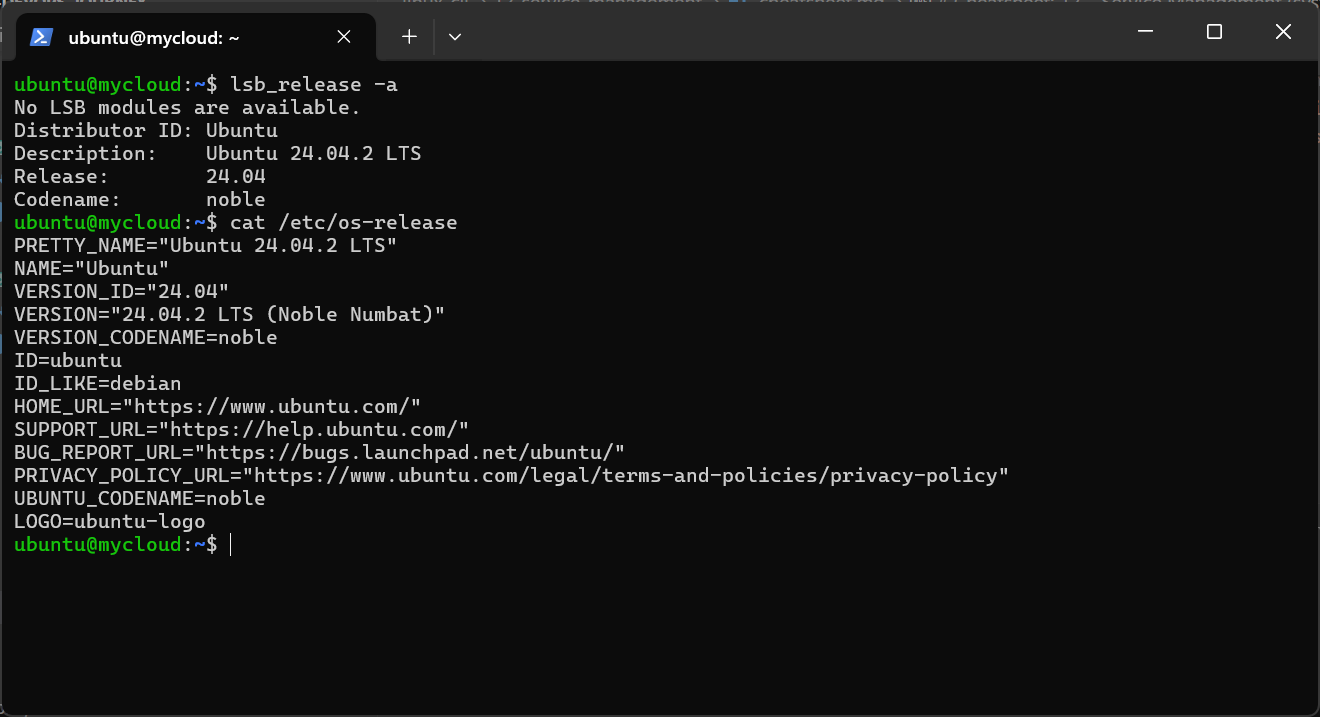 ubuntu@mycloud: ~
ubuntu@mycloud:~$ lsb_release -a
No LSB modules are available.
Distributor ID: Ubuntu
Description:    Ubuntu 24.04.2 LTS
Release:        24.04
Codename:       noble
ubuntu@mycloud:~$ cat /etc/os-release
PRETTY_NAME="Ubuntu 24.04.2 LTS"
NAME="Ubuntu"
VERSION_ID="24.04"
VERSION="24.04.2 LTS (Noble Numbat)"
VERSION_CODENAME=noble
ID=ubuntu
ID_LIKE=debian
HOME_URL="https://www.ubuntu.com/"
SUPPORT_URL="https://help.ubuntu.com/"
BUG_REPORT_URL="https://bugs.launchpad.net/ubuntu/"
PRIVACY_POLICY_URL="https://www.ubuntu.com/legal/terms-and-policies/privacy-policy"
UBUNTU_CODENAME=noble
LOGO=ubuntu-logo
ubuntu@mycloud:~$